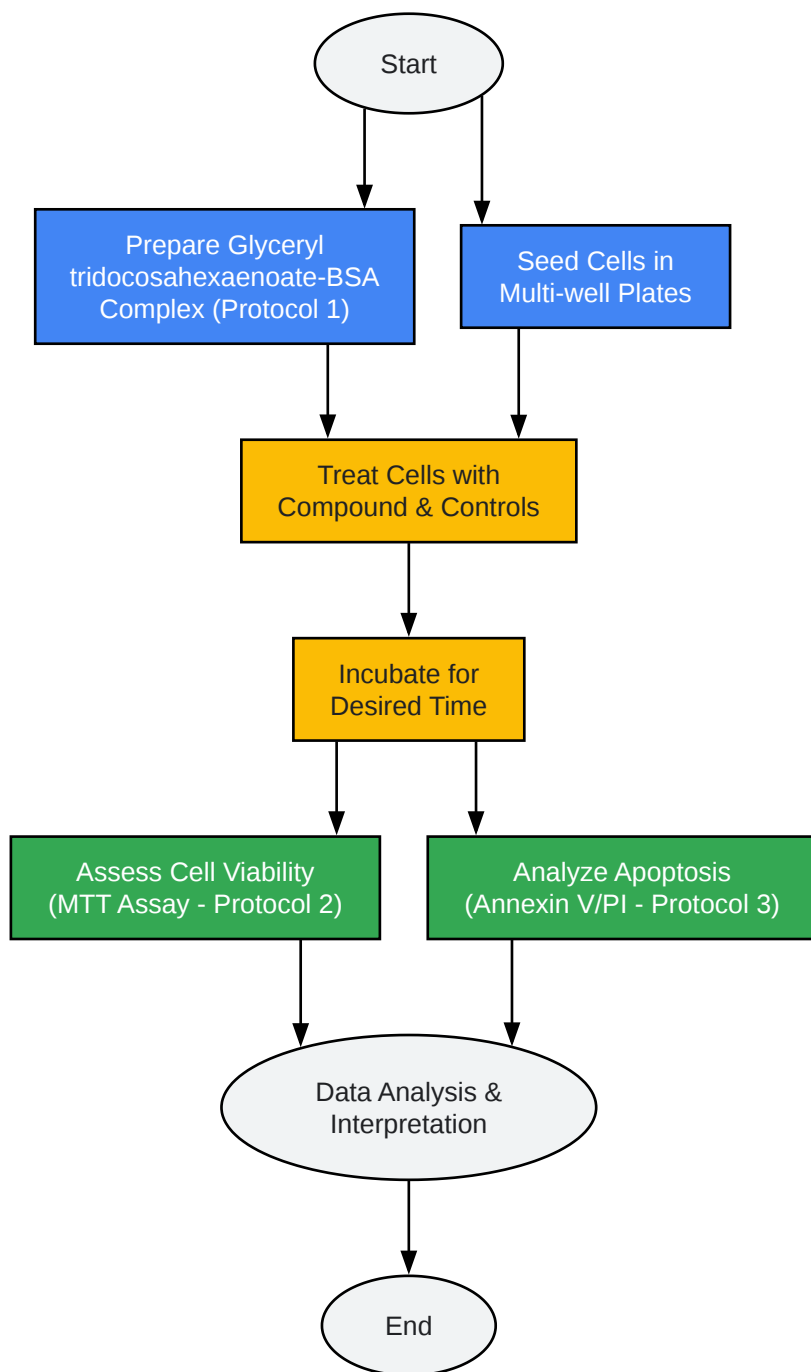 Start
Prepare Glyceryl
tridocosahexaenoate-BSA
Complex (Protocol 1)
Seed Cells in
Multi-well Plates
Treat Cells with
Compound & Controls
Incubate for
Desired Time
Assess Cell Viability
(MTT Assay - Protocol 2)
Analyze Apoptosis
(Annexin V/PI - Protocol 3)
Data Analysis &
Interpretation
End